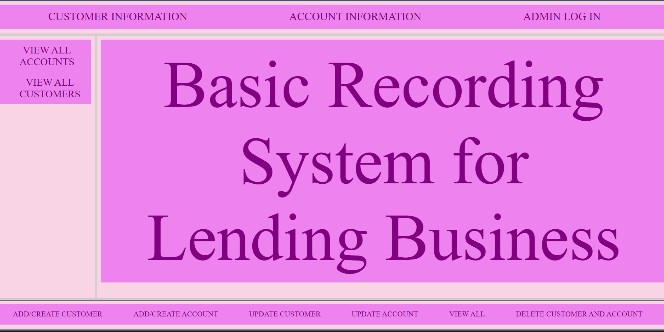 CUSTOMER INFORMATION ACCOUNT INFORMATION ADMIN LOG IN
VIEW ALL
ACCOUNTS
VIEW ALL
CUSTOMERS
Basic Recording
System for
Lending Business
ADD/CREATE CUSTOMER ADD/CREATE ACCOUNT UPDATE CUSTOMER UPDATE ACCOUNT VIEW ALL DELETE CUSTOMER AND ACCOUNT